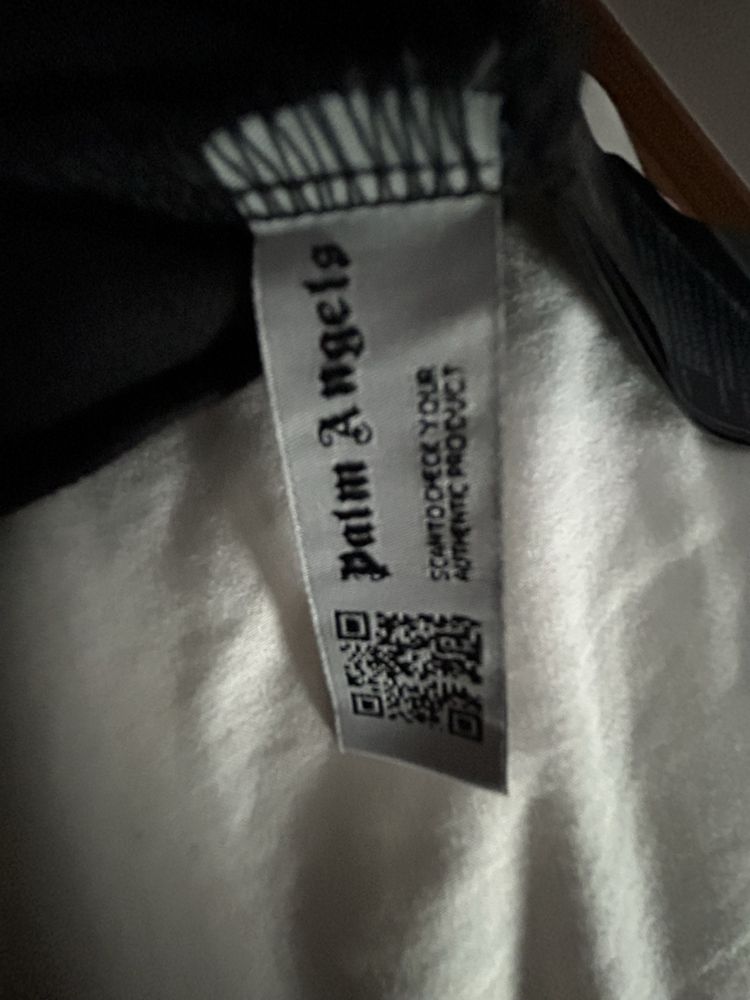 Palm Angels
SCAN TO CHECK YOUR
AUTHENTIC PRODUCT